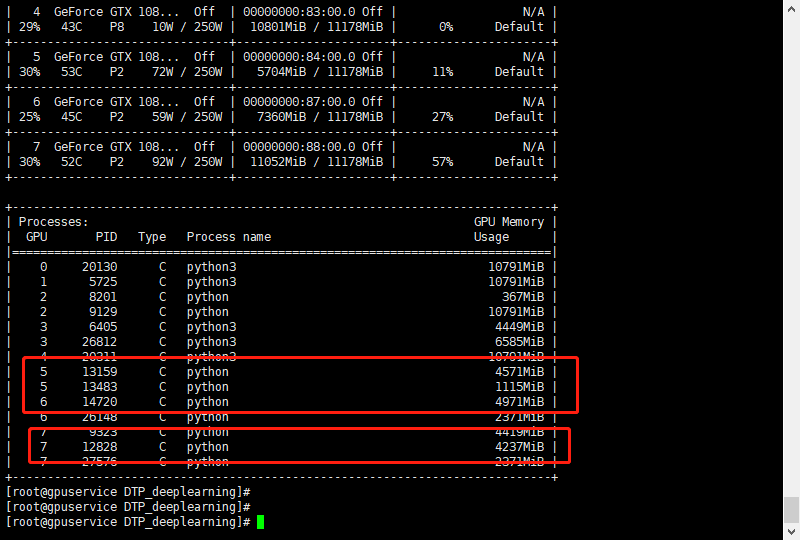 | 4 GeForce GTX 108... Off | 00000000:83:00.0 Off | N/A |
| 29% 43C P8 10W / 250W | 10801MiB / 11178MiB | 0% Default |
+-------------------------------+----------------------+----------------------+
| 5 GeForce GTX 108... Off | 00000000:84:00.0 Off | N/A |
| 30% 53C P2 72W / 250W | 5704MiB / 11178MiB | 11% Default |
+-------------------------------+----------------------+----------------------+
| 6 GeForce GTX 108... Off | 00000000:87:00.0 Off | N/A |
| 25% 45C P2 59W / 250W | 7360MiB / 11178MiB | 27% Default |
+-------------------------------+----------------------+----------------------+
| 7 GeForce GTX 108... Off | 00000000:88:00.0 Off | N/A |
| 30% 52C P2 92W / 250W | 11052MiB / 11178MiB | 57% Default |
+-------------------------------+----------------------+----------------------+
+-----------------------------------------------------------------------------+
| Processes: GPU Memory |
| GPU PID Type Process name Usage |
|=============================================================================|
| 0 20130 C python3 10791MiB |
| 1 5725 C python3 10791MiB |
| 2 8201 C python 367MiB |
| 2 9129 C python 10791MiB |
| 3 6405 C python3 4449MiB |
| 3 26812 C python3 6585MiB |
| 4 20311 C python3 10791MiB |
| 5 13159 C python 4571MiB |
| 5 13483 C python 1115MiB |
| 6 14720 C python 4971MiB |
| 6 26148 C python 2371MiB |
| 7 9323 C python 4419MiB |
| 7 12828 C python 4237MiB |
| 7 27576 C python 2371MiB |
+-----------------------------------------------------------------------------+
[root@gpuservice DTP_deeplearning]#
[root@gpuservice DTP_deeplearning]#
[root@gpuservice DTP_deeplearning]#